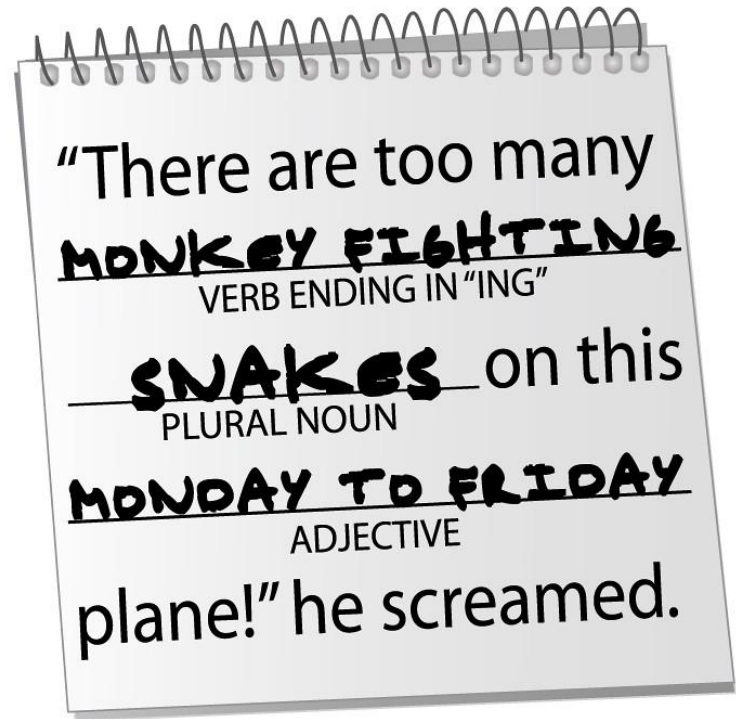 “There are too many
MONKEY FIGHTING
VERB ENDING IN “ING”
SNAKES on this
PLURAL NOUN
MONDAY TO FRIDAY
ADJECTIVE
plane!” he screamed.